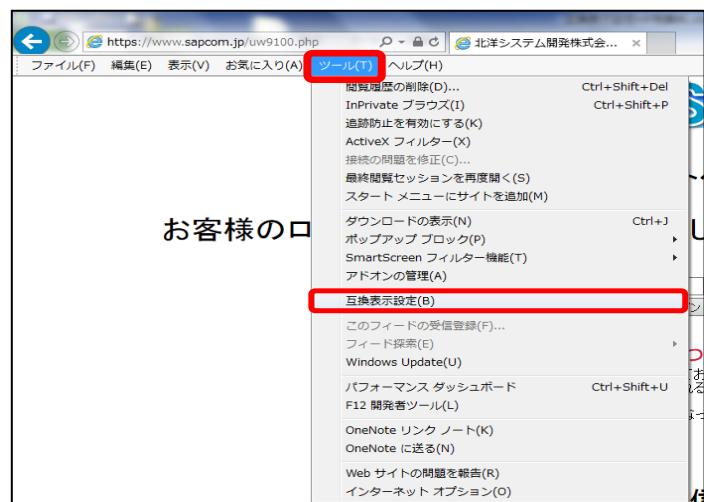 https://www.sapcom.jp/uw9100.php
北洋システム開発株式会... ×
ファイル(F) 編集(E) 表示(V) お気に入り(A) ツール(T) ヘルプ(H)
閲覧履歴の削除(D)... Ctrl+Shift+Del
InPrivate ブラウズ(I) Ctrl+Shift+P
追跡防止を有効にする(K)
ActiveX フィルター(X)
接続の問題を修正(C)...
最終閲覧セッションを再度開く(S)
スタート メニューにサイトを追加(M)
お客様のロ
ダウンロードの表示(N) Ctrl+J
ポップアップ ブロック(P)
SmartScreen フィルター機能(T)
アドオンの管理(A)
互換表示設定(B)
このフィードの受信登録(F)...
フィード探索(E)
Windows Update(U)
パフォーマンス ダッシュボード Ctrl+Shift+U
F12 開発者ツール(L)
OneNote リンク ノート(K)
OneNote に送る(N)
Web サイトの問題を報告(R)
インターネット オプション(O)